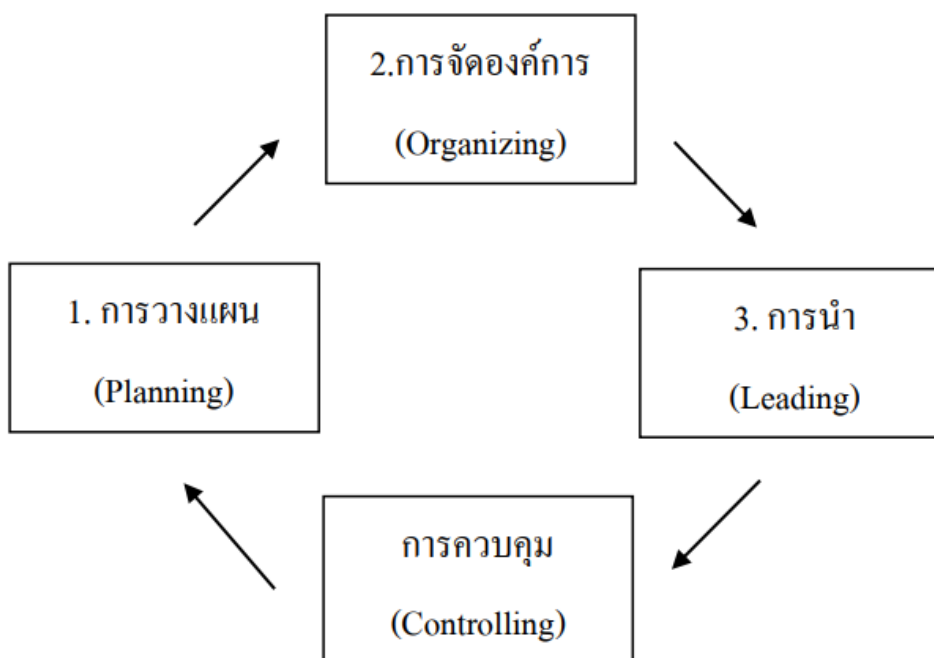 2.การจัดองค์การ
(Organizing)
1. การวางแผน
(Planning)
3. การนำ
(Leading)
การควบคุม
(Controlling)